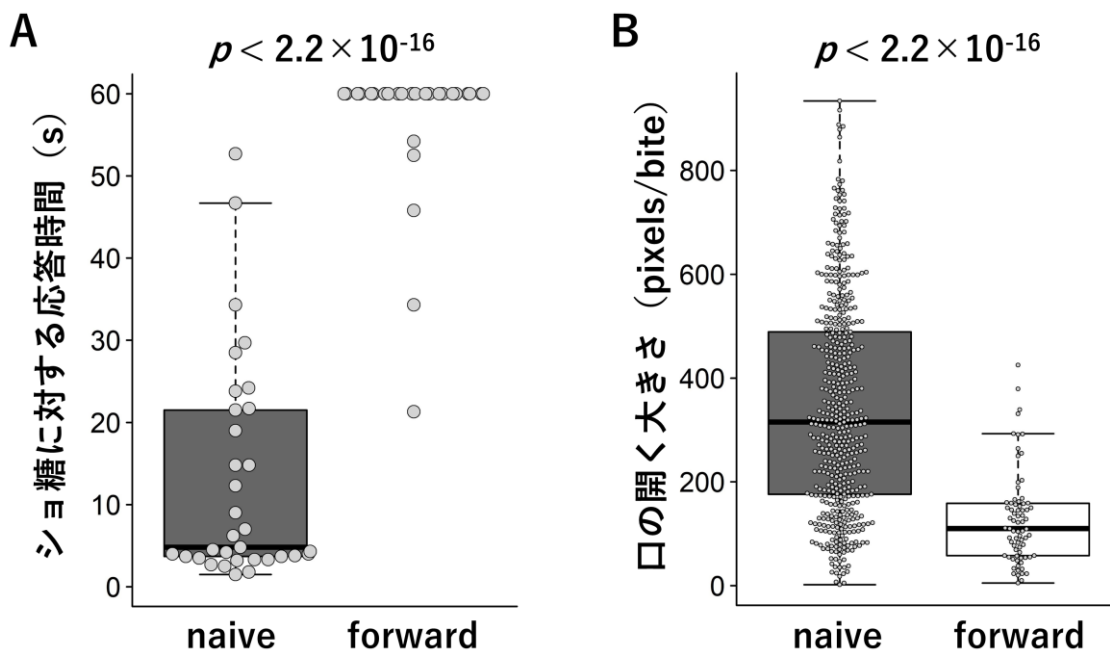 A
p < 2.2×10-16
ショ糖に対する応答時間（s）
60
50
40
30
20
10
0
naive
forward
B
p < 2.2×10-16
口の開く大きさ（pixels/bite）
800
600
400
200
0
naive
forward